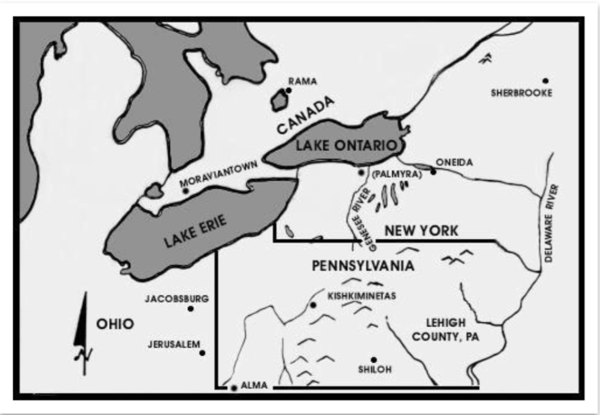 RAMA
SHERBROOKE
CANADA
LAKE ONTARIO
MORAVIANTOWN
ONEIDA
(PALMYRA)
GENESEE RIVER
DELAWARE RIVER
LAKE ERIE
NEW YORK
PENNSYLVANIA
JACOBSBURG
KISHKIMINETAS
OHIO
LEHIGH
COUNTY, PA
N
JERUSALEM
SHILOH
ALMA